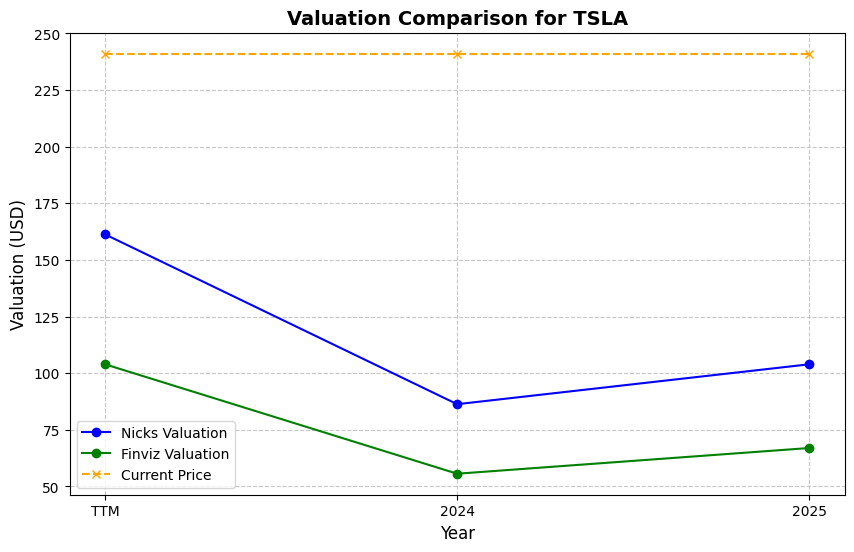 Valuation Comparison for TSLA
Valuation (USD)
250
225
200
175
150
125
100
75
50
Nicks Valuation
Finviz Valuation
Current Price
TTM
2024
2025
Year